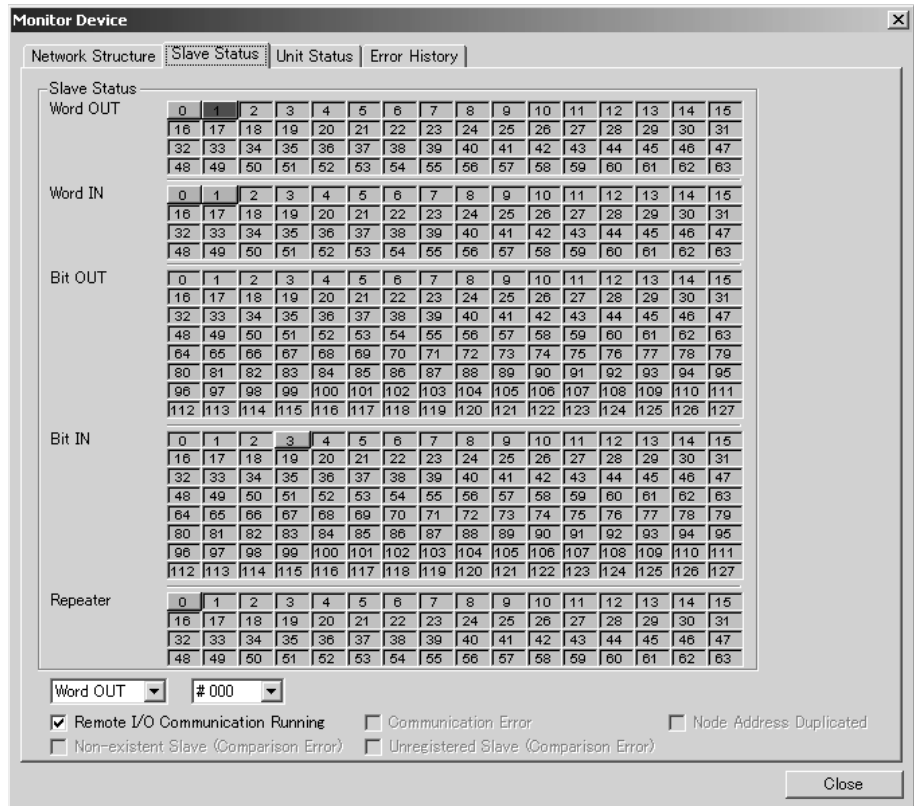 Monitor Device
Network Structure Slave Status Unit Status Error History
Slave Status
Word OUT 0 1 2 3 4 5 6 7 8 9 10 11 12 13 14 15
16 17 18 19 20 21 22 23 24 25 26 27 28 29 30 31
32 33 34 35 36 37 38 39 40 41 42 43 44 45 46 47
48 49 50 51 52 53 54 55 56 57 58 59 60 61 62 63
Word IN 0 1 2 3 4 5 6 7 8 9 10 11 12 13 14 15
16 17 18 19 20 21 22 23 24 25 26 27 28 29 30 31
32 33 34 35 36 37 38 39 40 41 42 43 44 45 46 47
48 49 50 51 52 53 54 55 56 57 58 59 60 61 62 63
Bit OUT 0 1 2 3 4 5 6 7 8 9 10 11 12 13 14 15
16 17 18 19 20 21 22 23 24 25 26 27 28 29 30 31
32 33 34 35 36 37 38 39 40 41 42 43 44 45 46 47
48 49 50 51 52 53 54 55 56 57 58 59 60 61 62 63
64 65 66 67 68 69 70 71 72 73 74 75 76 77 78 79
80 81 82 83 84 85 86 87 88 89 90 91 92 93 94 95
96 97 98 99 100 101 102 103 104 105 106 107 108 109 110 111
112 113 114 115 116 117 118 119 120 121 122 123 124 125 126 127
Bit IN 0 1 2 3 4 5 6 7 8 9 10 11 12 13 14 15
16 17 18 19 20 21 22 23 24 25 26 27 28 29 30 31
32 33 34 35 36 37 38 39 40 41 42 43 44 45 46 47
48 49 50 51 52 53 54 55 56 57 58 59 60 61 62 63
64 65 66 67 68 69 70 71 72 73 74 75 76 77 78 79
80 81 82 83 84 85 86 87 88 89 90 91 92 93 94 95
96 97 98 99 100 101 102 103 104 105 106 107 108 109 110 111
112 113 114 115 116 117 118 119 120 121 122 123 124 125 126 127
Repeater 0 1 2 3 4 5 6 7 8 9 10 11 12 13 14 15
16 17 18 19 20 21 22 23 24 25 26 27 28 29 30 31
32 33 34 35 36 37 38 39 40 41 42 43 44 45 46 47
48 49 50 51 52 53 54 55 56 57 58 59 60 61 62 63
Word OUT # 000
Remote I/O Communication Running Communication Error Node Address Duplicated
Non-existent Slave (Comparison Error) Unregistered Slave (Comparison Error)
Close